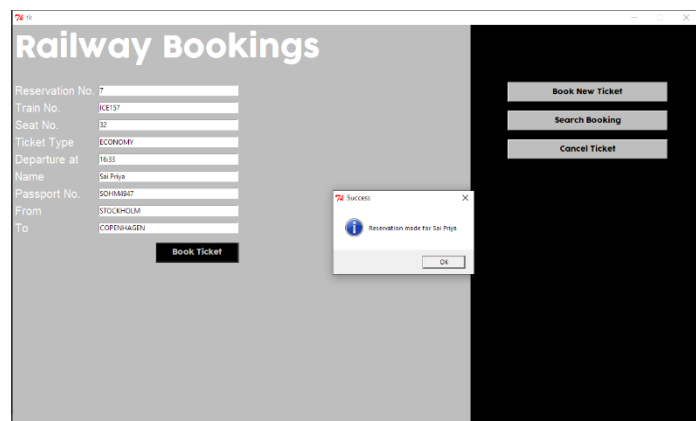 tk
Railway Bookings
Reservation No. 7
Train No. ICE157
Seat No. 32
Ticket Type ECONOMY
Departure at 16:33
Name Sai Priya
Passport No. SOHM4947
From STOCKHOLM
To COPENHAGEN
Book Ticket
Book New Ticket
Search Booking
Cancel Ticket
Success
Reservation made for Sai Priya
OK